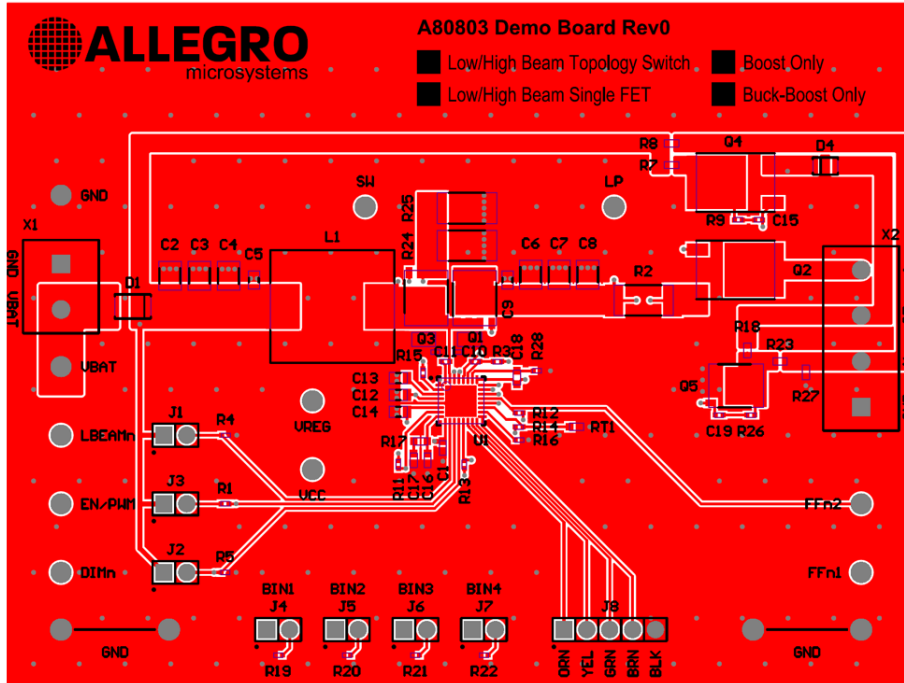 ALLEGRO
microsystems
A80803 Demo Board Rev0
Low/High Beam Topology Switch
Boost Only
Low/High Beam Single FET
Buck-Boost Only
R8
Q4
D4
R7
GND
SW
LP
R25
R9
C15
X1
L1
X2
C2
C3
C4
C5
R24
C6
C7
C8
R2
Q2
GND VBAT
D1
C9
Q3
Q1
R18
R23
VBAT
R15
C11
C10
R3
C18
R28
C13
C12
C14
Q5
R27
VREG
R12
R14
R16
RT1
C19
R26
J1
R4
LBEAMn
R17
U1
R11
C17
C16
C1
R13
VCC
J3
EN/PWM
R1
FFn2
J2
DIMn
R5
FFn1
BIN1
BIN2
BIN3
BIN4
J4
J5
J6
J7
J8
GND
R19
R20
R21
R22
ORN
YEL
GRN
BRN
BLK
GND